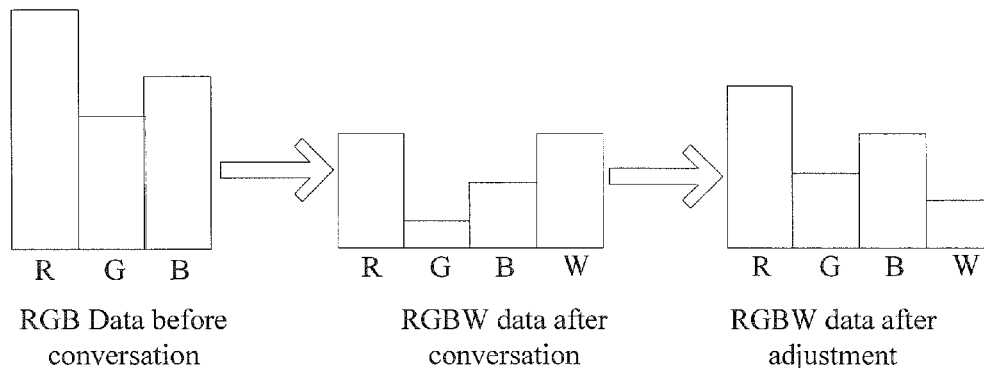 R G B
R G B W
R G B W
RGB Data before
conversation
RGBW data after
conversation
RGBW data after
adjustment